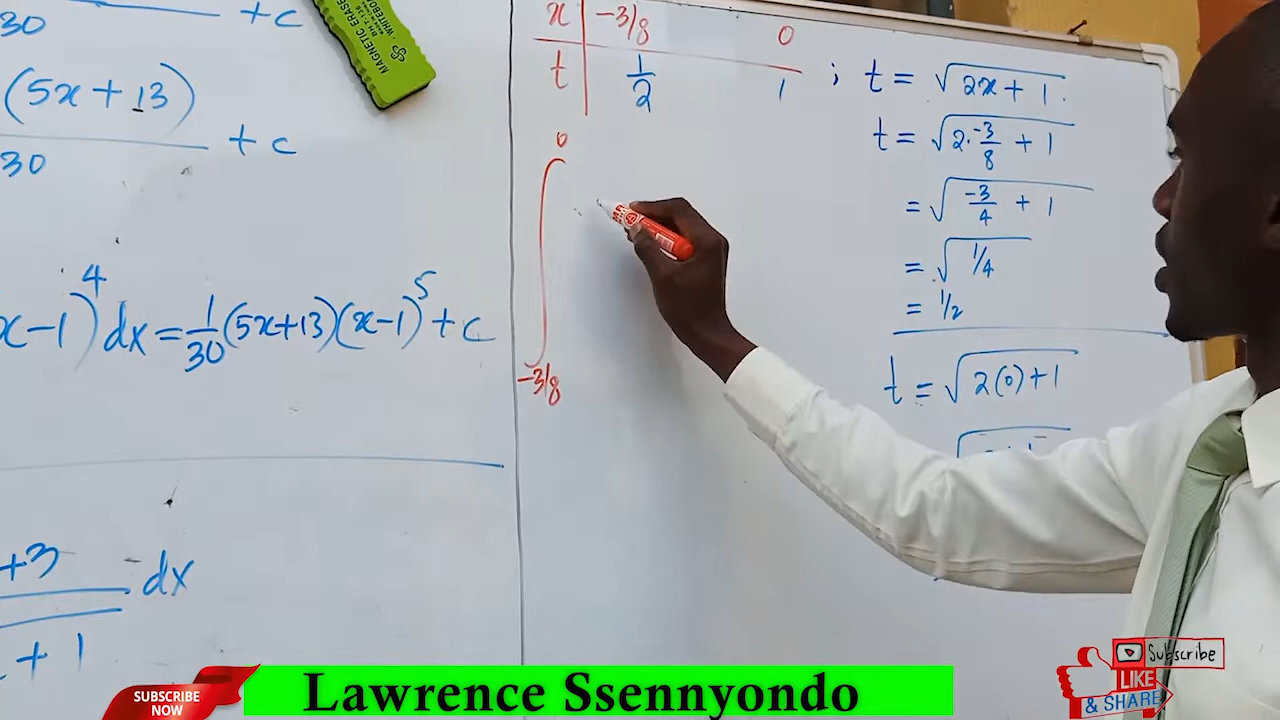 30 + c
(5x + 13)
30 + c
x-1)^4 dx = 1/30 (5x+13)(x-1)^5 + c
+3
dx
+ 1
MAGNETIC ERASER
WHITEBOARD
x | -3/8 0
t | 1/2 1 ; t = √(2x + 1)
t = √(2·-3/8 + 1)
= √(-3/4 + 1)
= √(1/4)
= 1/2
t = √(2(0)+1)
∫
0
-3/8
SUBSCRIBE
NOW
Lawrence Ssennyondo
Subscribe
LIKE
& SHARE